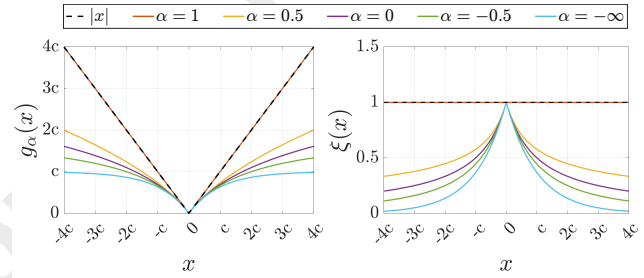 |x| α = 1 α = 0.5 α = 0 α = −0.5 α = −∞
4c
3c
2c
c
0
gα(x)
-4c -3c -2c -c 0 c 2c 3c 4c
x
1.5
1
0.5
0
ξ(x)
-4c -3c -2c -c 0 c 2c 3c 4c
x